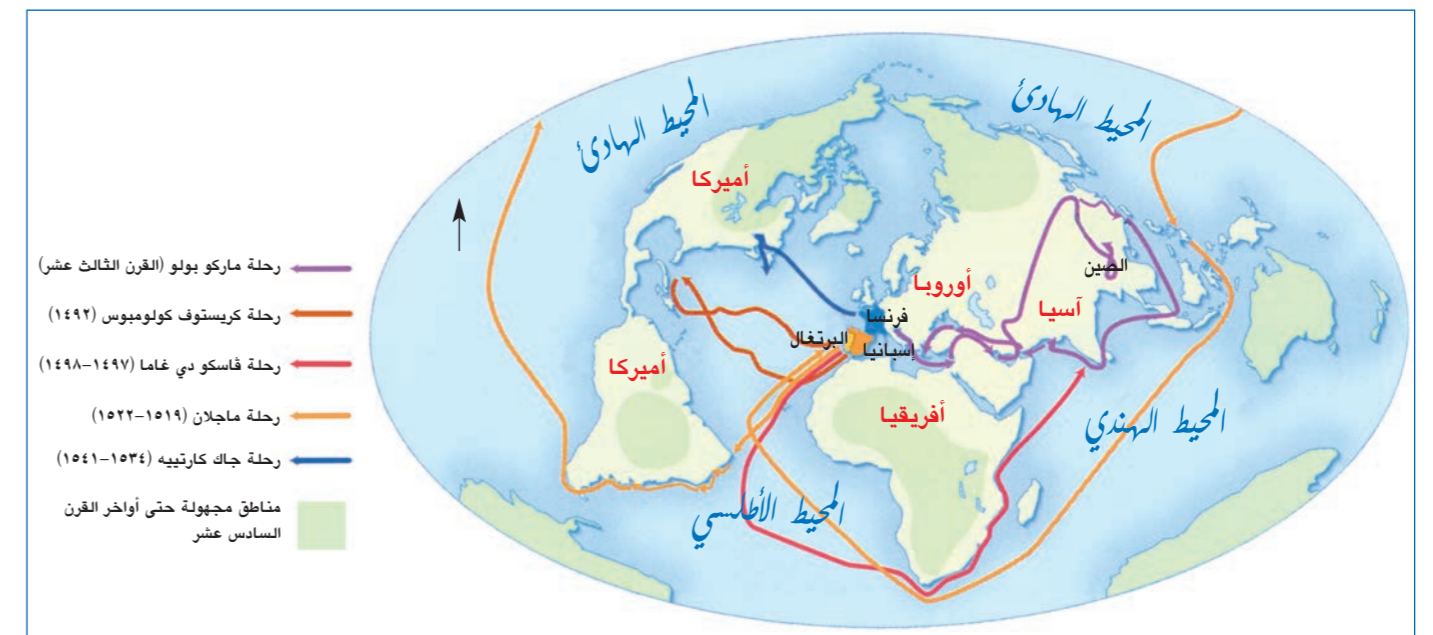 المحيط الهادئ
المحيط الهادئ
أميركا
الصين
أوروبا
آسيا
فرنسا
البرتغال
إسبانيا
أميركا
أفريقيا
المحيط الهندي
المحيط الأطلسي
رحلة ماركو بولو (القرن الثالث عشر)
رحلة كريستوف كولومبوس (١٤٩٢)
رحلة ڤاسكو دي غاما (١٤٩٧-١٤٩٨)
رحلة ماجلان (١٥١٩-١٥٢٢)
رحلة جاك كارتييه (١٥٣٤-١٥٤١)
مناطق مجهولة حتى أواخر القرن
السادس عشر